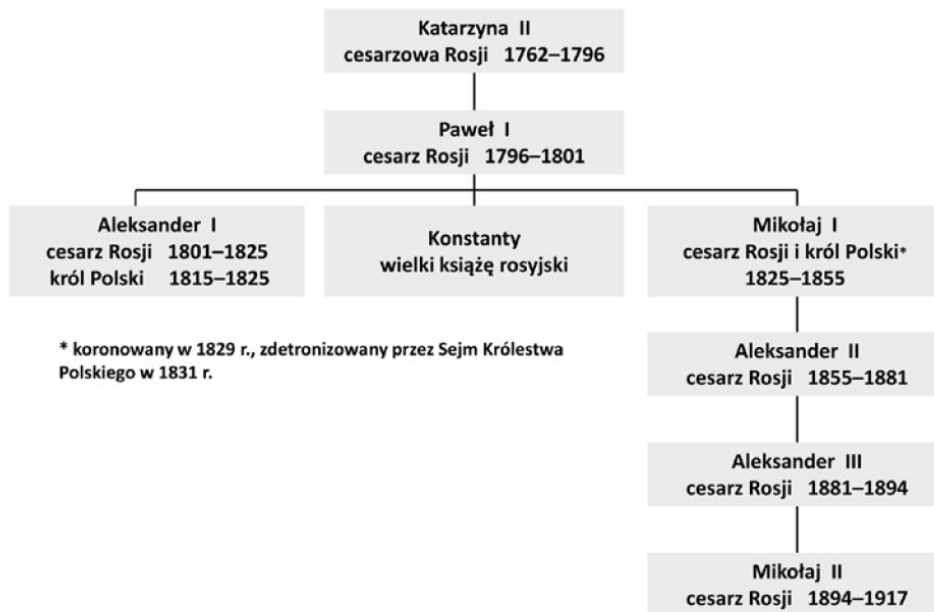 Katarzyna II
cesarzowa Rosji 1762–1796
Paweł I
cesarz Rosji 1796–1801
Aleksander I
cesarz Rosji 1801–1825
król Polski 1815–1825
Konstanty
wielki książę rosyjski
Mikołaj I
cesarz Rosji i król Polski*
1825–1855
* koronowany w 1829 r., zdetronizowany przez Sejm Królestwa
Polskiego w 1831 r.
Aleksander II
cesarz Rosji 1855–1881
Aleksander III
cesarz Rosji 1881–1894
Mikołaj II
cesarz Rosji 1894–1917